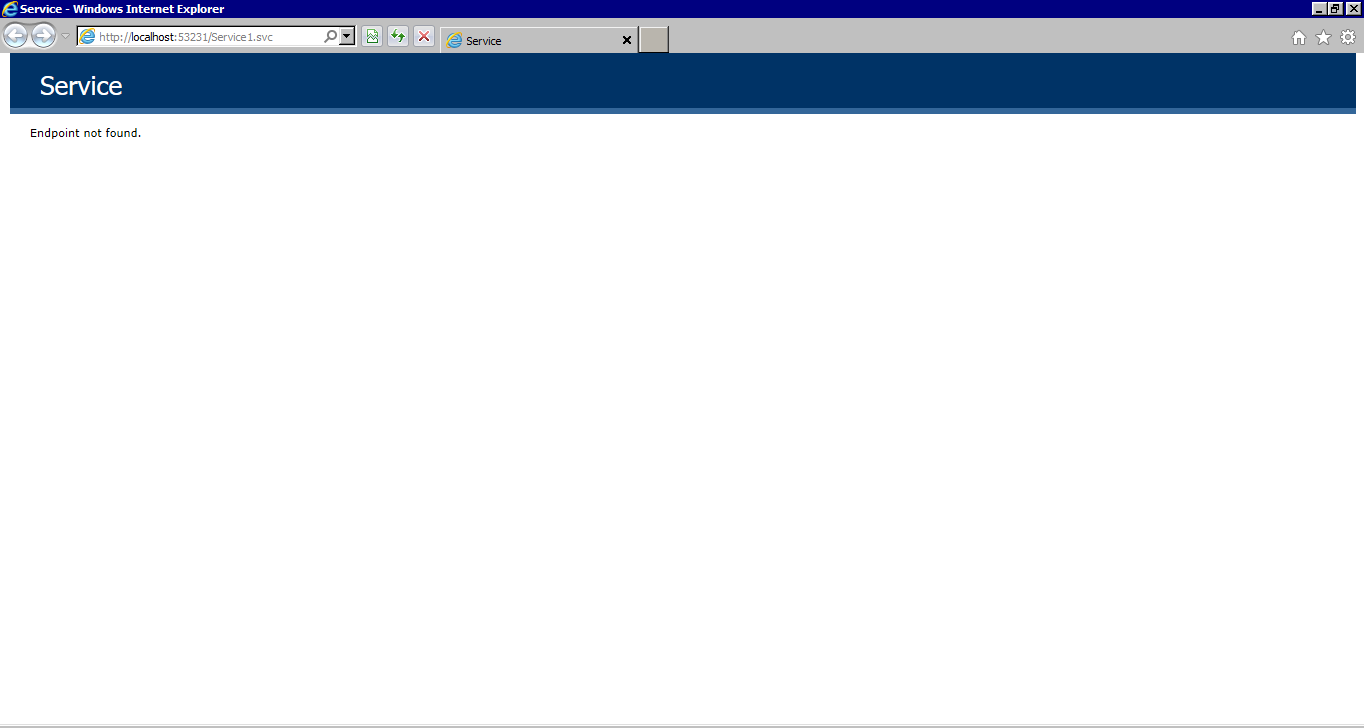 Service - Windows Internet Explorer
http://localhost:53231/Service1.svc
Service
Service
Endpoint not found.